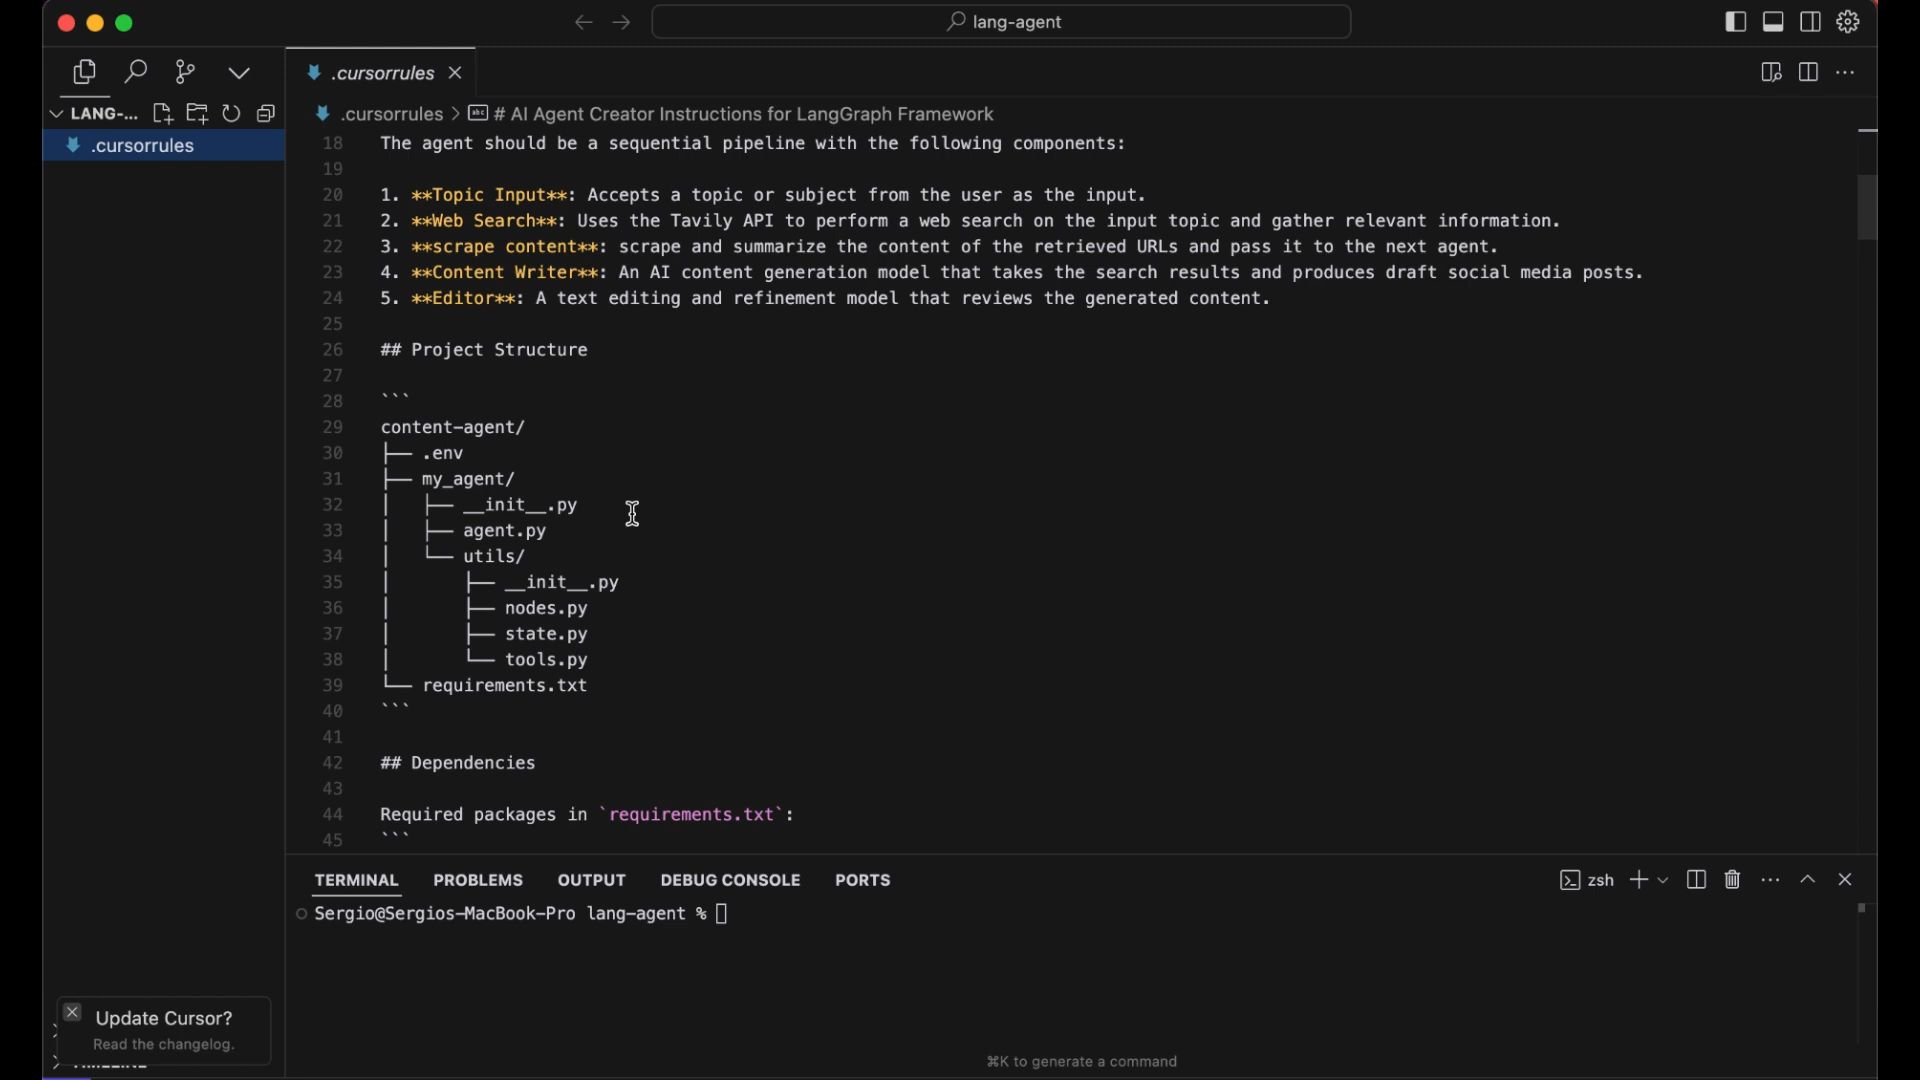 lang-agent
.cursorrules
LANG-...
.cursorrules > # AI Agent Creator Instructions for LangGraph Framework
.cursorrules
18 The agent should be a sequential pipeline with the following components:
19
20 1. **Topic Input**: Accepts a topic or subject from the user as the input.
21 2. **Web Search**: Uses the Tavily API to perform a web search on the input topic and gather relevant information.
22 3. **scrape content**: scrape and summarize the content of the retrieved URLs and pass it to the next agent.
23 4. **Content Writer**: An AI content generation model that takes the search results and produces draft social media posts.
24 5. **Editor**: A text editing and refinement model that reviews the generated content.
25
26 ## Project Structure
27
28 ```
29 content-agent/
30 ├── .env
31 ├── my_agent/
32 │   ├── __init__.py
33 │   ├── agent.py
34 │   └── utils/
35 │       ├── __init__.py
36 │       ├── nodes.py
37 │       ├── state.py
38 │       └── tools.py
39 └── requirements.txt
40 ```
41
42 ## Dependencies
43
44 Required packages in `requirements.txt`:
45 ```
TERMINAL PROBLEMS OUTPUT DEBUG CONSOLE PORTS zsh
Sergio@Sergios-MacBook-Pro lang-agent %
Update Cursor?
Read the changelog.
⌘K to generate a command